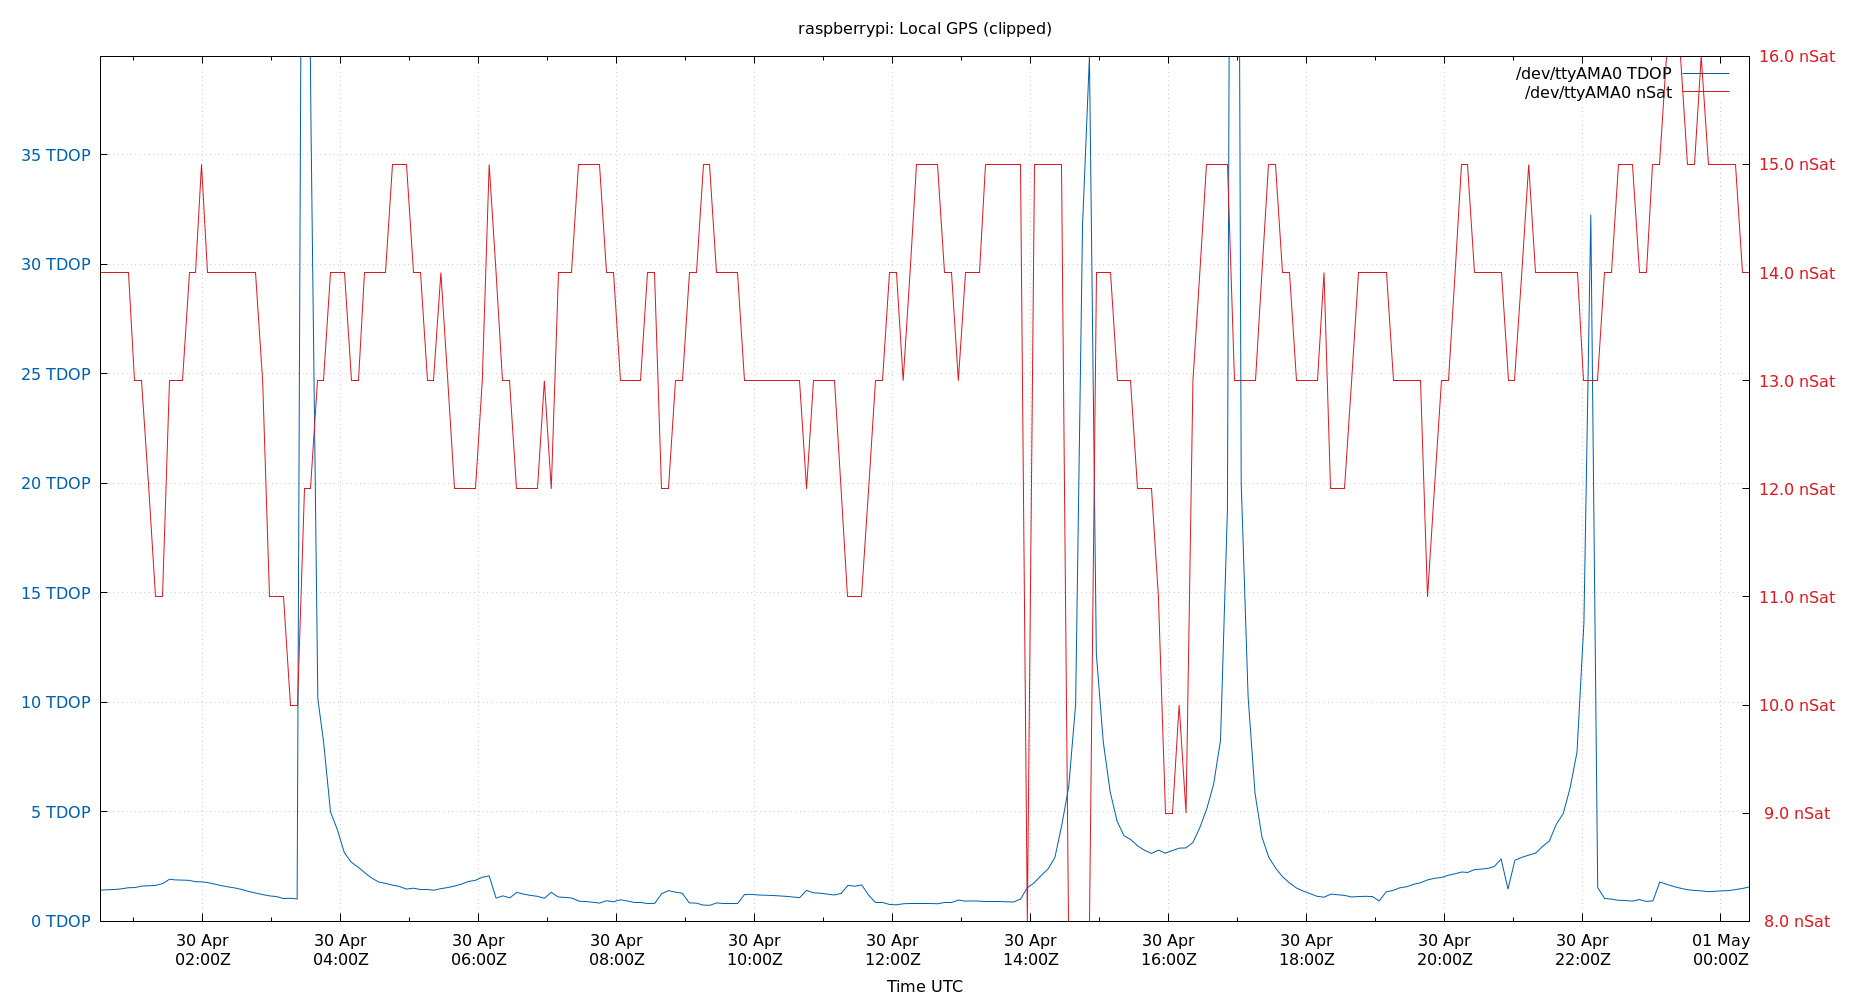 raspberrypi: Local GPS (clipped)
/dev/ttyAMA0 TDOP
/dev/ttyAMA0 nSat
35 TDOP
30 TDOP
25 TDOP
20 TDOP
15 TDOP
10 TDOP
5 TDOP
0 TDOP
16.0 nSat
15.0 nSat
14.0 nSat
13.0 nSat
12.0 nSat
11.0 nSat
10.0 nSat
9.0 nSat
8.0 nSat
30 Apr 30 Apr 30 Apr 30 Apr 30 Apr 30 Apr 30 Apr 30 Apr 30 Apr 30 Apr 30 Apr 01 May
02:00Z 04:00Z 06:00Z 08:00Z 10:00Z 12:00Z 14:00Z 16:00Z 18:00Z 20:00Z 22:00Z 00:00Z
Time UTC